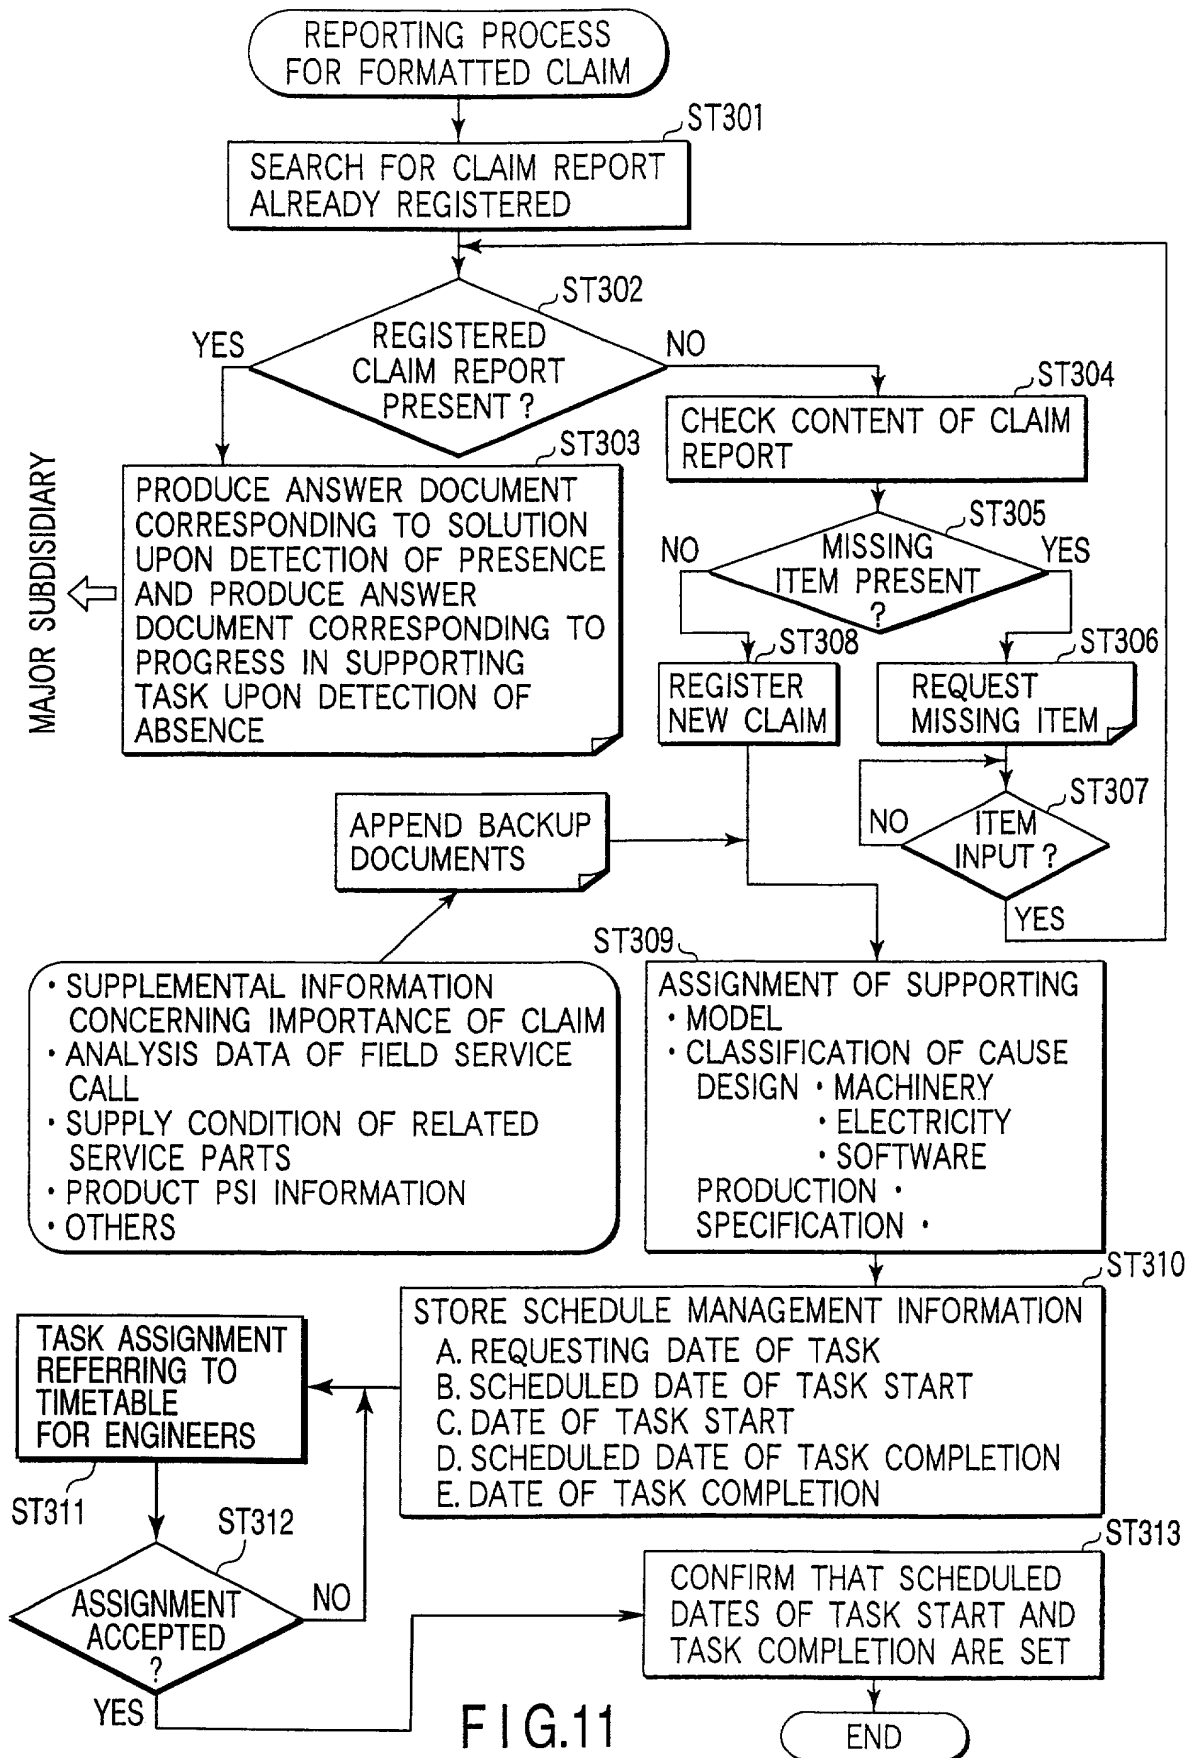 REPORTING PROCESS
FOR FORMATTED CLAIM
ST301
SEARCH FOR CLAIM REPORT
ALREADY REGISTERED
ST302
REGISTERED
CLAIM REPORT
PRESENT ?
YES
NO
ST303
PRODUCE ANSWER DOCUMENT
CORRESPONDING TO SOLUTION
UPON DETECTION OF PRESENCE
AND PRODUCE ANSWER
DOCUMENT CORRESPONDING TO
PROGRESS IN SUPPORTING
TASK UPON DETECTION OF
ABSENCE
MAJOR SUBDISIDIARY
ST304
CHECK CONTENT OF CLAIM
REPORT
ST305
MISSING
ITEM PRESENT
?
NO
YES
ST308
REGISTER
NEW CLAIM
ST306
REQUEST
MISSING ITEM
ST307
ITEM
INPUT ?
NO
YES
APPEND BACKUP
DOCUMENTS
· SUPPLEMENTAL INFORMATION
CONCERNING IMPORTANCE OF CLAIM
· ANALYSIS DATA OF FIELD SERVICE
CALL
· SUPPLY CONDITION OF RELATED
SERVICE PARTS
· PRODUCT PSI INFORMATION
· OTHERS
ST309
ASSIGNMENT OF SUPPORTING
· MODEL
· CLASSIFICATION OF CAUSE
DESIGN · MACHINERY
· ELECTRICITY
· SOFTWARE
PRODUCTION ·
SPECIFICATION ·
ST310
STORE SCHEDULE MANAGEMENT INFORMATION
A. REQUESTING DATE OF TASK
B. SCHEDULED DATE OF TASK START
C. DATE OF TASK START
D. SCHEDULED DATE OF TASK COMPLETION
E. DATE OF TASK COMPLETION
TASK ASSIGNMENT
REFERRING TO
TIMETABLE
FOR ENGINEERS
ST311
ST312
ASSIGNMENT
ACCEPTED
?
NO
YES
ST313
CONFIRM THAT SCHEDULED
DATES OF TASK START AND
TASK COMPLETION ARE SET
END
FIG.11